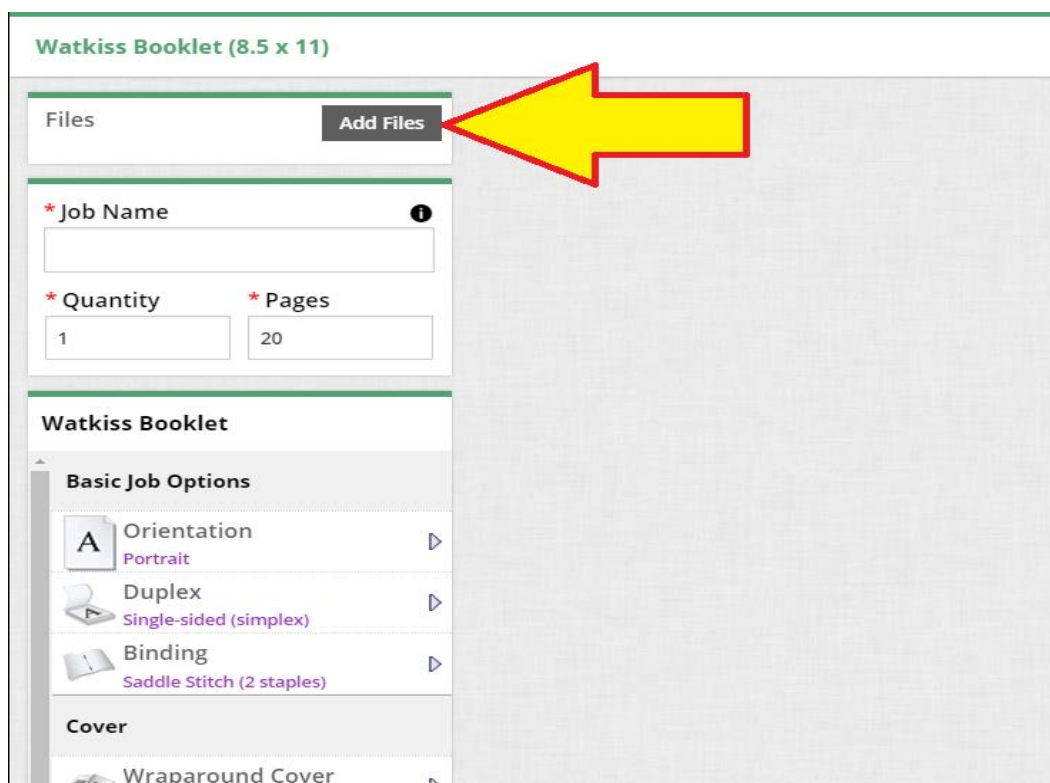 Watkiss Booklet (8.5 x 11)
Files Add Files
* Job Name
* Quantity * Pages
1 20
Watkiss Booklet
Basic Job Options
A Orientation
Portrait
Duplex
Single-sided (simplex)
Binding
Saddle Stitch (2 staples)
Cover
Wraparound Cover